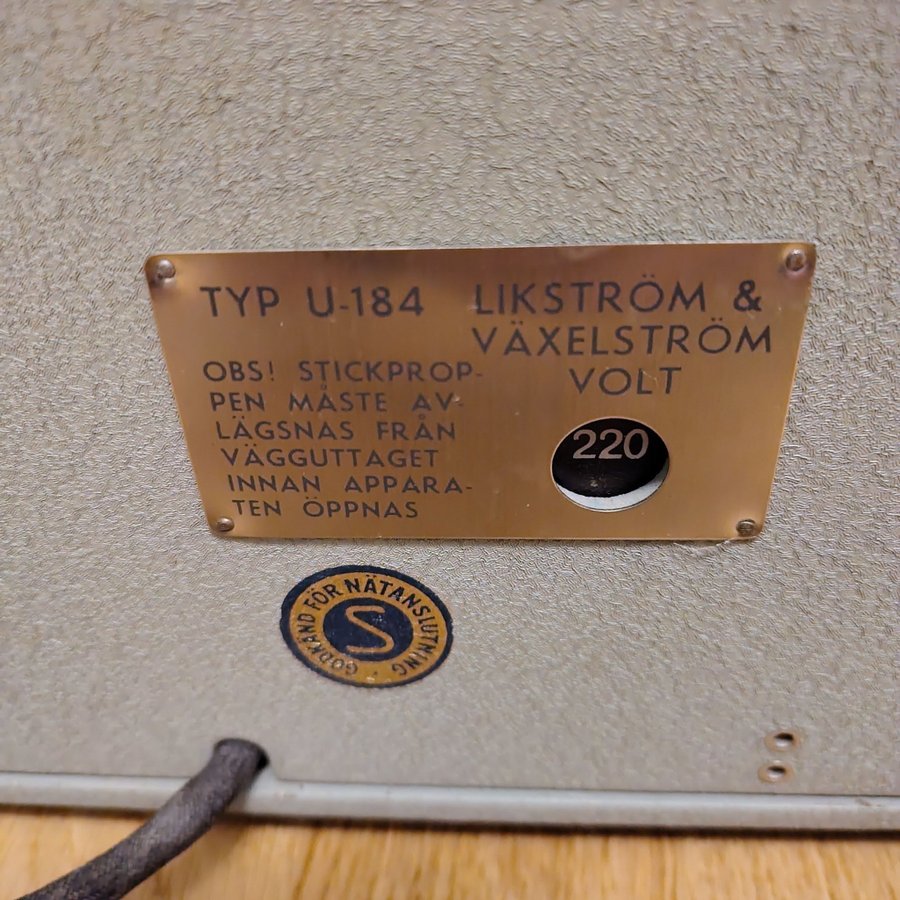 TYP U-184
LIKSTRÖM &
VÄXELSTRÖM
VOLT
220
OBS! STICKPROP-
PEN MÅSTE AV-
LÄGSNAS FRÅN
VÄGGUTTAGET
INNAN APPARA-
TEN ÖPPNAS
GODKÄND FÖR NÄTANSLUTNING ·
S